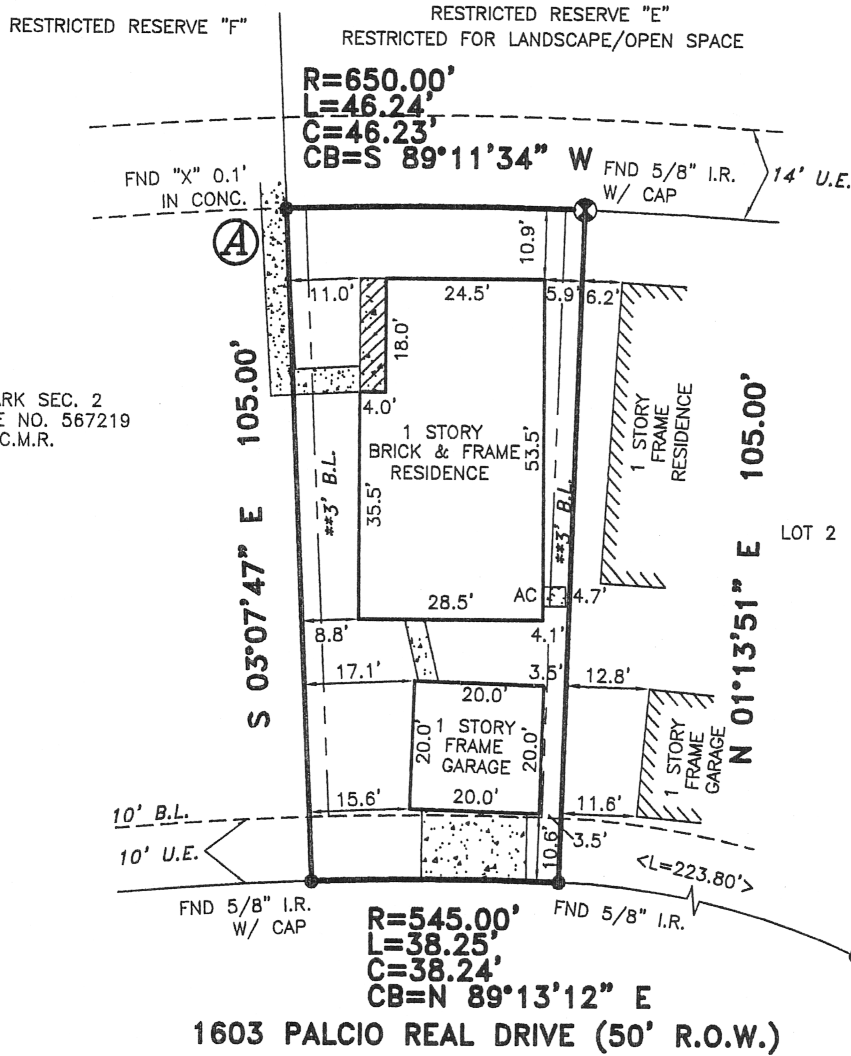 RESTRICTED RESERVE "F"
RESTRICTED RESERVE "E"
RESTRICTED FOR LANDSCAPE/OPEN SPACE
R=650.00'
L=46.24'
C=46.23'
CB=S 89°11'34" W
FND "X" 0.1'
IN CONC.
FND 5/8" I.R.
W/ CAP
14' U.E.
A
10.9'
11.0'
24.5'
5.9'
6.2'
18.0'
4.0'
ARK SEC. 2
E NO. 567219
C.M.R.
S 03°07'47" E 105.00'
**3' B.L.
35.5'
1 STORY
BRICK & FRAME
RESIDENCE
53.5'
**3' B.L.
1 STORY
FRAME
RESIDENCE
N 01°13'51" E 105.00'
LOT 2
28.5'
AC
4.7'
8.8'
4.1'
17.1'
3.5'
12.8'
20.0'
20.0'
1 STORY
FRAME
GARAGE
20.0'
1 STORY
FRAME
GARAGE
15.6'
20.0'
11.6'
10' B.L.
10' U.E.
10.6'
3.5'
<L=223.80'>
FND 5/8" I.R.
W/ CAP
FND 5/8" I.R.
R=545.00'
L=38.25'
C=38.24'
CB=N 89°13'12" E
1603 PALCIO REAL DRIVE (50' R.O.W.)